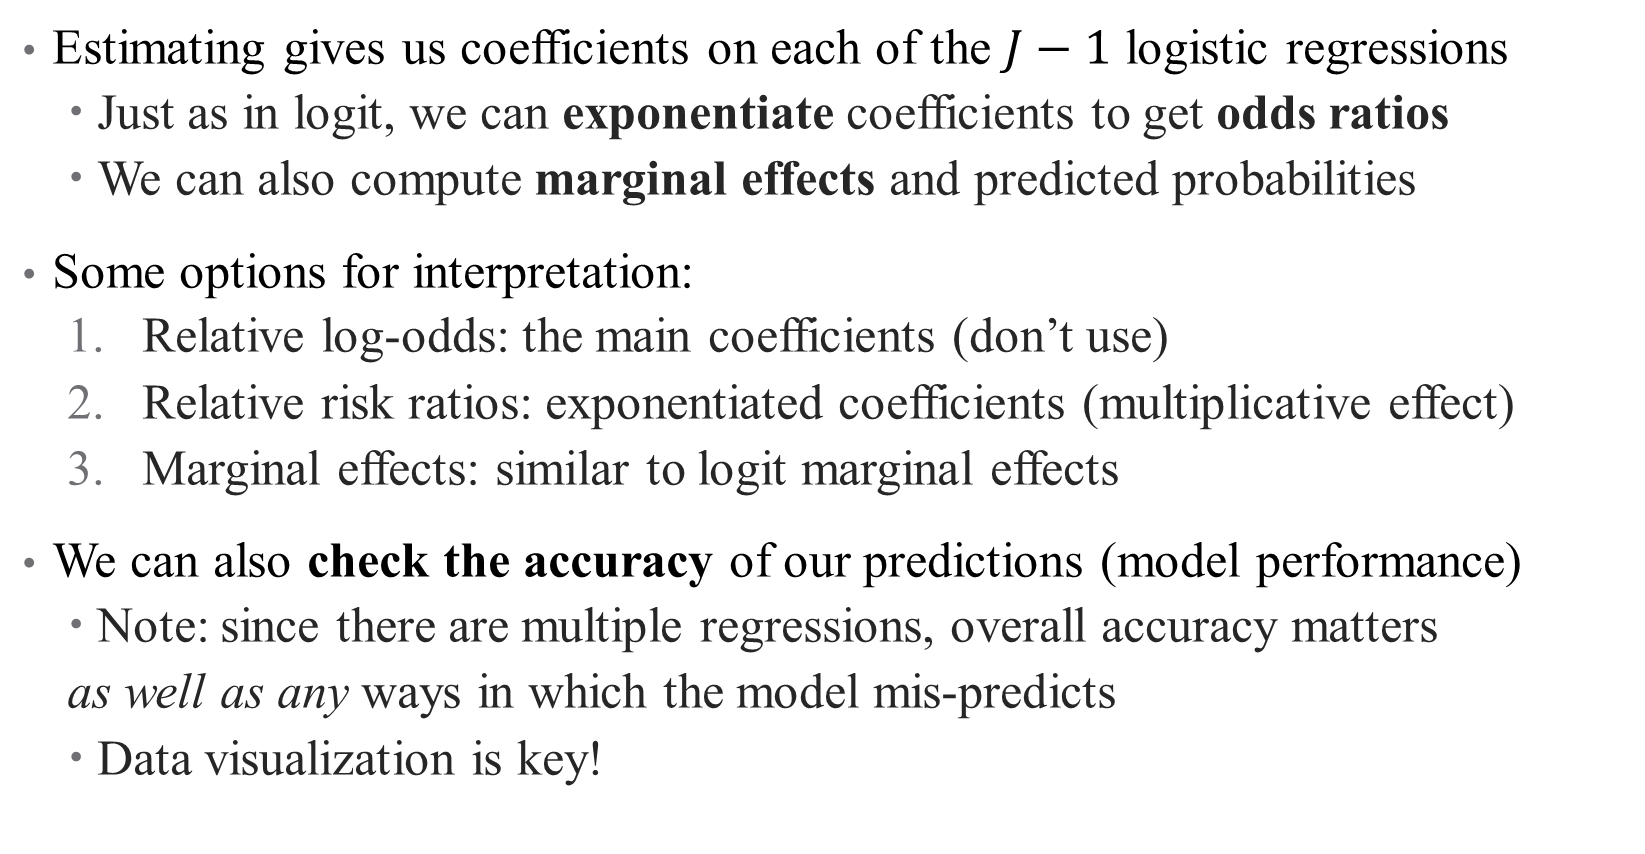 • Estimating gives us coefficients on each of the J − 1 logistic regressions
• Just as in logit, we can exponentiate coefficients to get odds ratios
• We can also compute marginal effects and predicted probabilities
• Some options for interpretation:
1. Relative log-odds: the main coefficients (don’t use)
2. Relative risk ratios: exponentiated coefficients (multiplicative effect)
3. Marginal effects: similar to logit marginal effects
• We can also check the accuracy of our predictions (model performance)
• Note: since there are multiple regressions, overall accuracy matters
as well as any ways in which the model mis-predicts
• Data visualization is key!